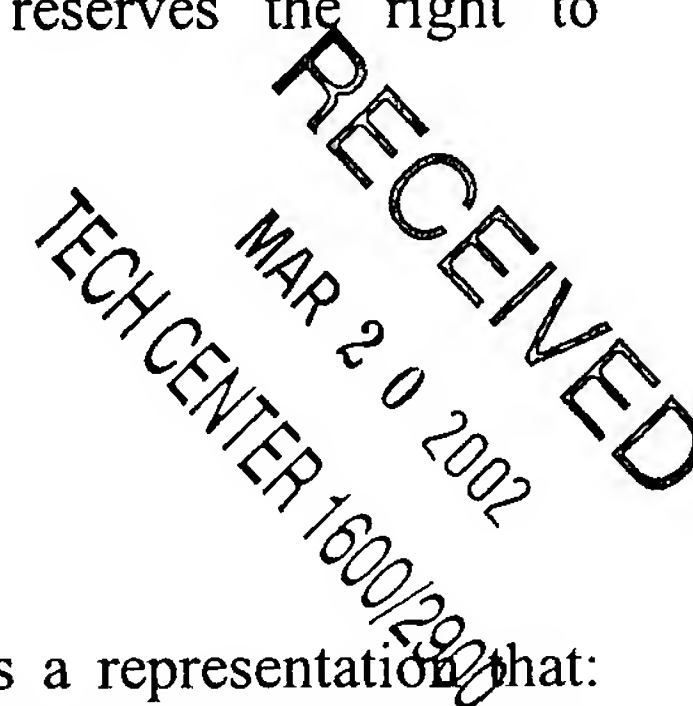 reserves the right to
RECEIVED
MAR 20 2002
TECH CENTER 1600/2900
s a representation that: